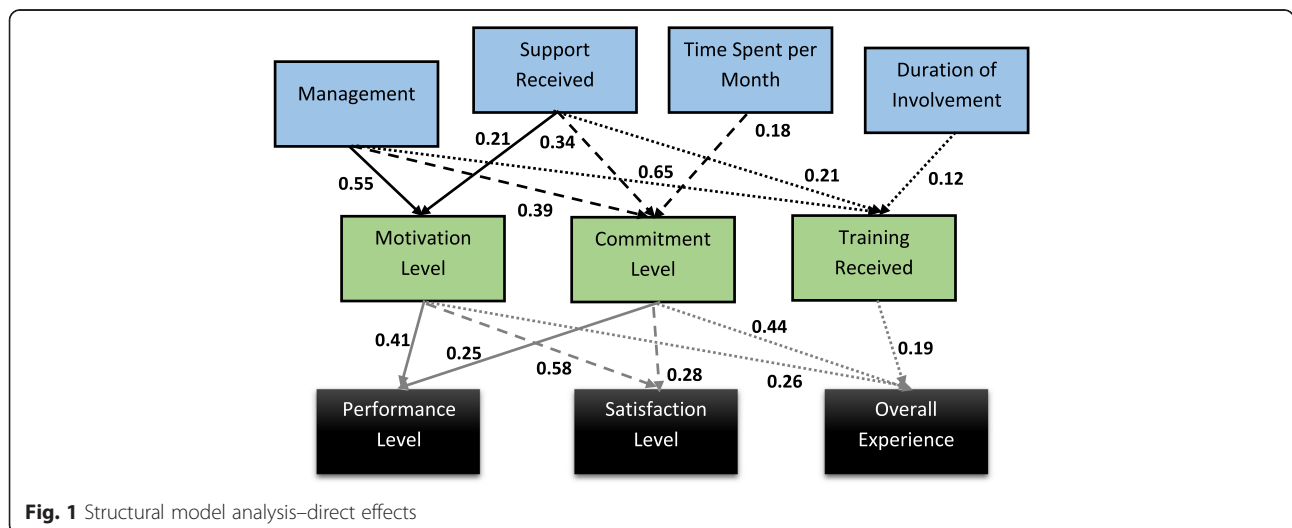 Management
Support
Received
Time Spent per
Month
Duration of
Involvement
0.21
0.34
0.18
0.55
0.39
0.65
0.21
0.12
Motivation
Level
Commitment
Level
Training
Received
0.41
0.25
0.58
0.28
0.44
0.26
0.19
Performance
Level
Satisfaction
Level
Overall
Experience
Fig. 1 Structural model analysis–direct effects